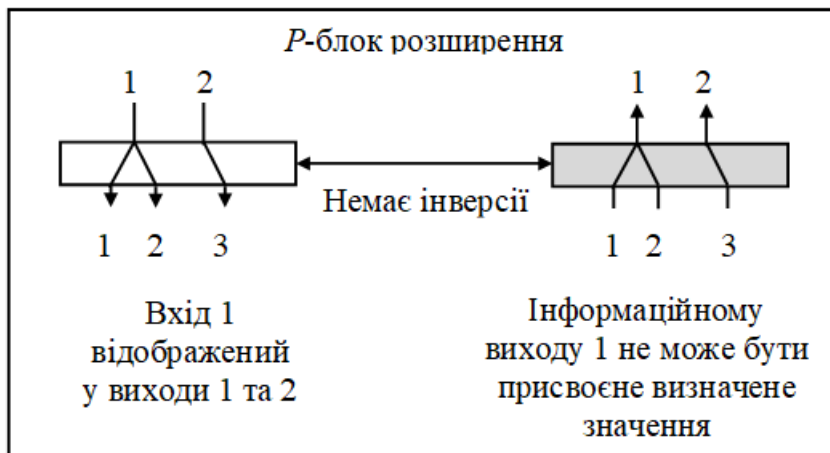 P-блок розширення
1 2
1 2
Немає інверсії
1 2 3
1 2 3
Вхід 1
відображений
у виходи 1 та 2
Інформаційному
виходу 1 не може бути
присвоєне визначене
значення